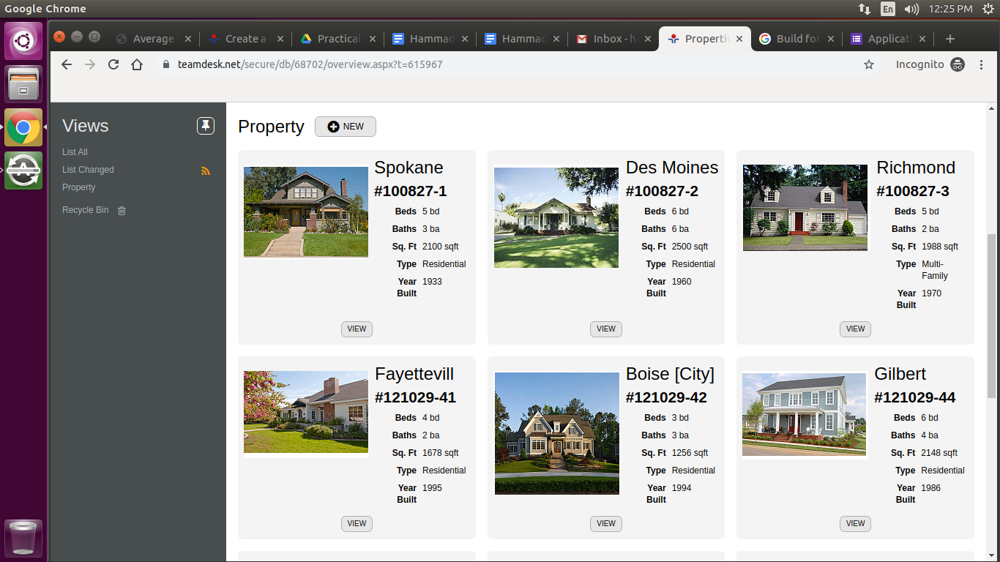 Google Chrome
En
12:25 PM
Average
Create a
Practical
Hammad
Hammad
Inbox - h
Propertie
Build for
Applicati
teamdesk.net/secure/db/68702/overview.aspx?t=615967
Incognito
Views
List All
List Changed
Property
Recycle Bin
Property
NEW
Spokane
#100827-1
Beds 5 bd
Baths 3 ba
Sq. Ft 2100 sqft
Type Residential
Year 1933
Built
VIEW
Des Moines
#100827-2
Beds 6 bd
Baths 6 ba
Sq. Ft 2500 sqft
Type Residential
Year 1960
Built
VIEW
Richmond
#100827-3
Beds 5 bd
Baths 2 ba
Sq. Ft 1988 sqft
Type Multi-
Family
Year 1970
Built
VIEW
Fayettevill
#121029-41
Beds 4 bd
Baths 2 ba
Sq. Ft 1678 sqft
Type Residential
Year 1995
Built
VIEW
Boise [City]
#121029-42
Beds 3 bd
Baths 3 ba
Sq. Ft 1256 sqft
Type Residential
Year 1994
Built
VIEW
Gilbert
#121029-44
Beds 6 bd
Baths 4 ba
Sq. Ft 2148 sqft
Type Residential
Year 1986
Built
VIEW